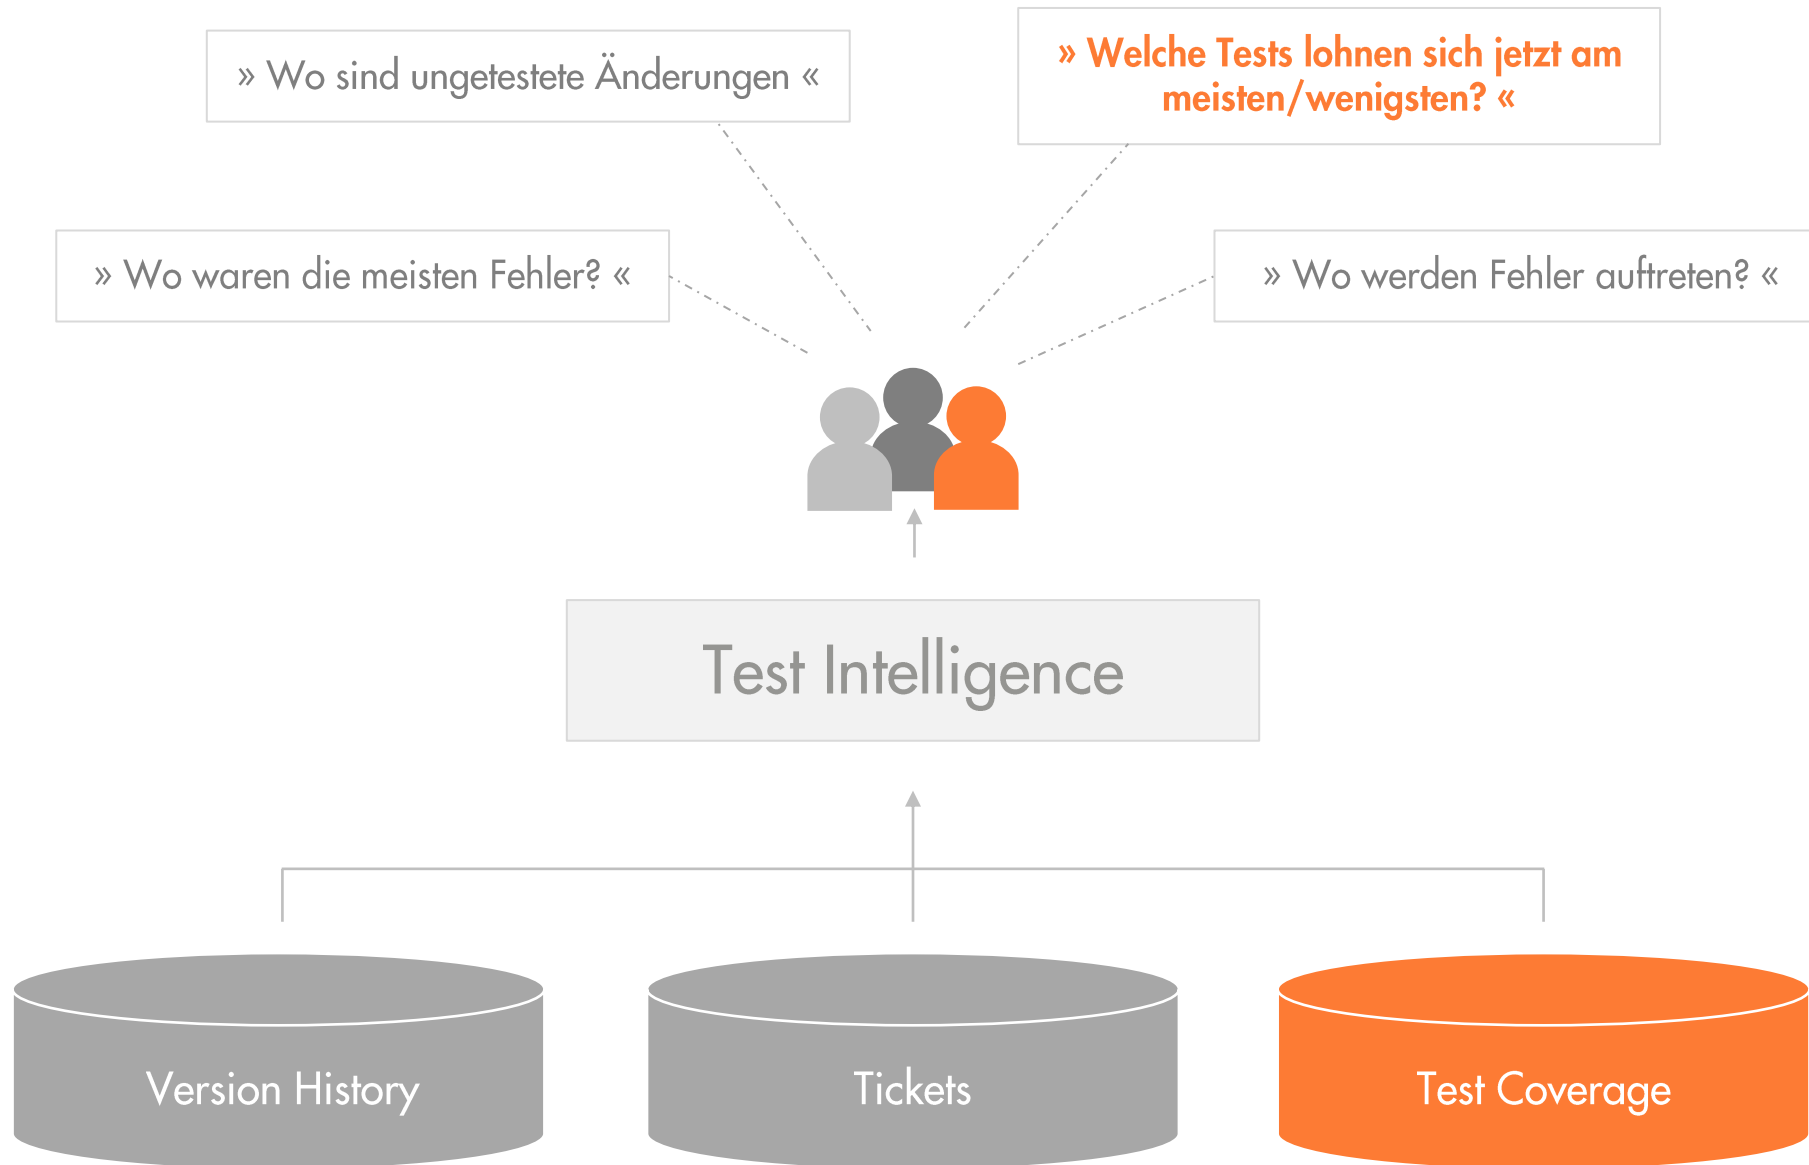 » Wo sind ungetestete Änderungen «
» Welche Tests lohnen sich jetzt am
meisten/wenigsten? «
» Wo waren die meisten Fehler? «
» Wo werden Fehler auftreten? «
Test Intelligence
Version History
Tickets
Test Coverage